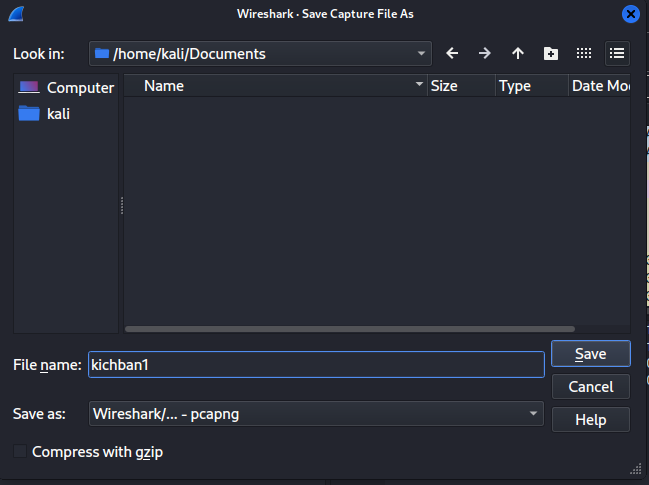 Wireshark · Save Capture File As
Look in: /home/kali/Documents
Computer
kali
Name Size Type Date Mo
File name: kichban1
Save
Cancel
Save as: Wireshark/... - pcapng
Help
Compress with gzip